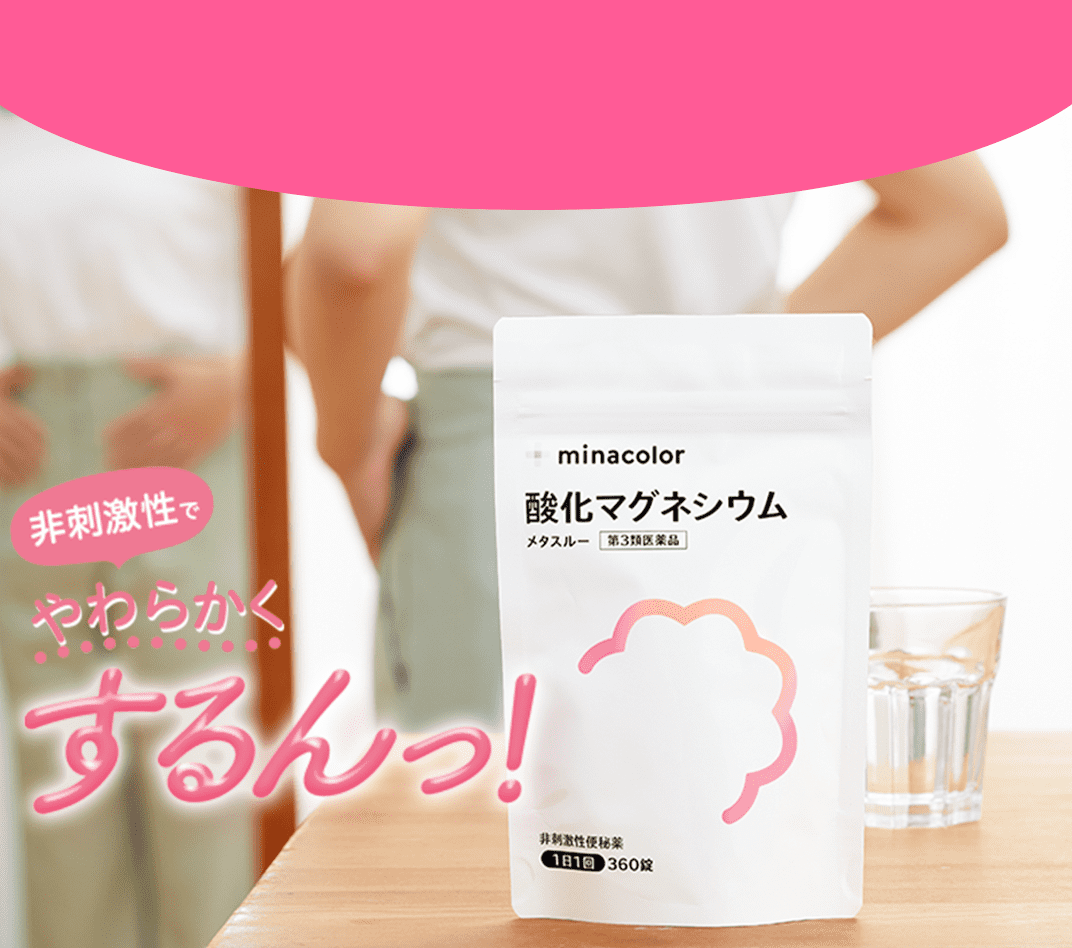 非刺激性で
やわらかく
するんっ!
minacolor
酸化マグネシウム
メタスルー 第3類医薬品
非刺激性便秘薬
1日1回 360錠